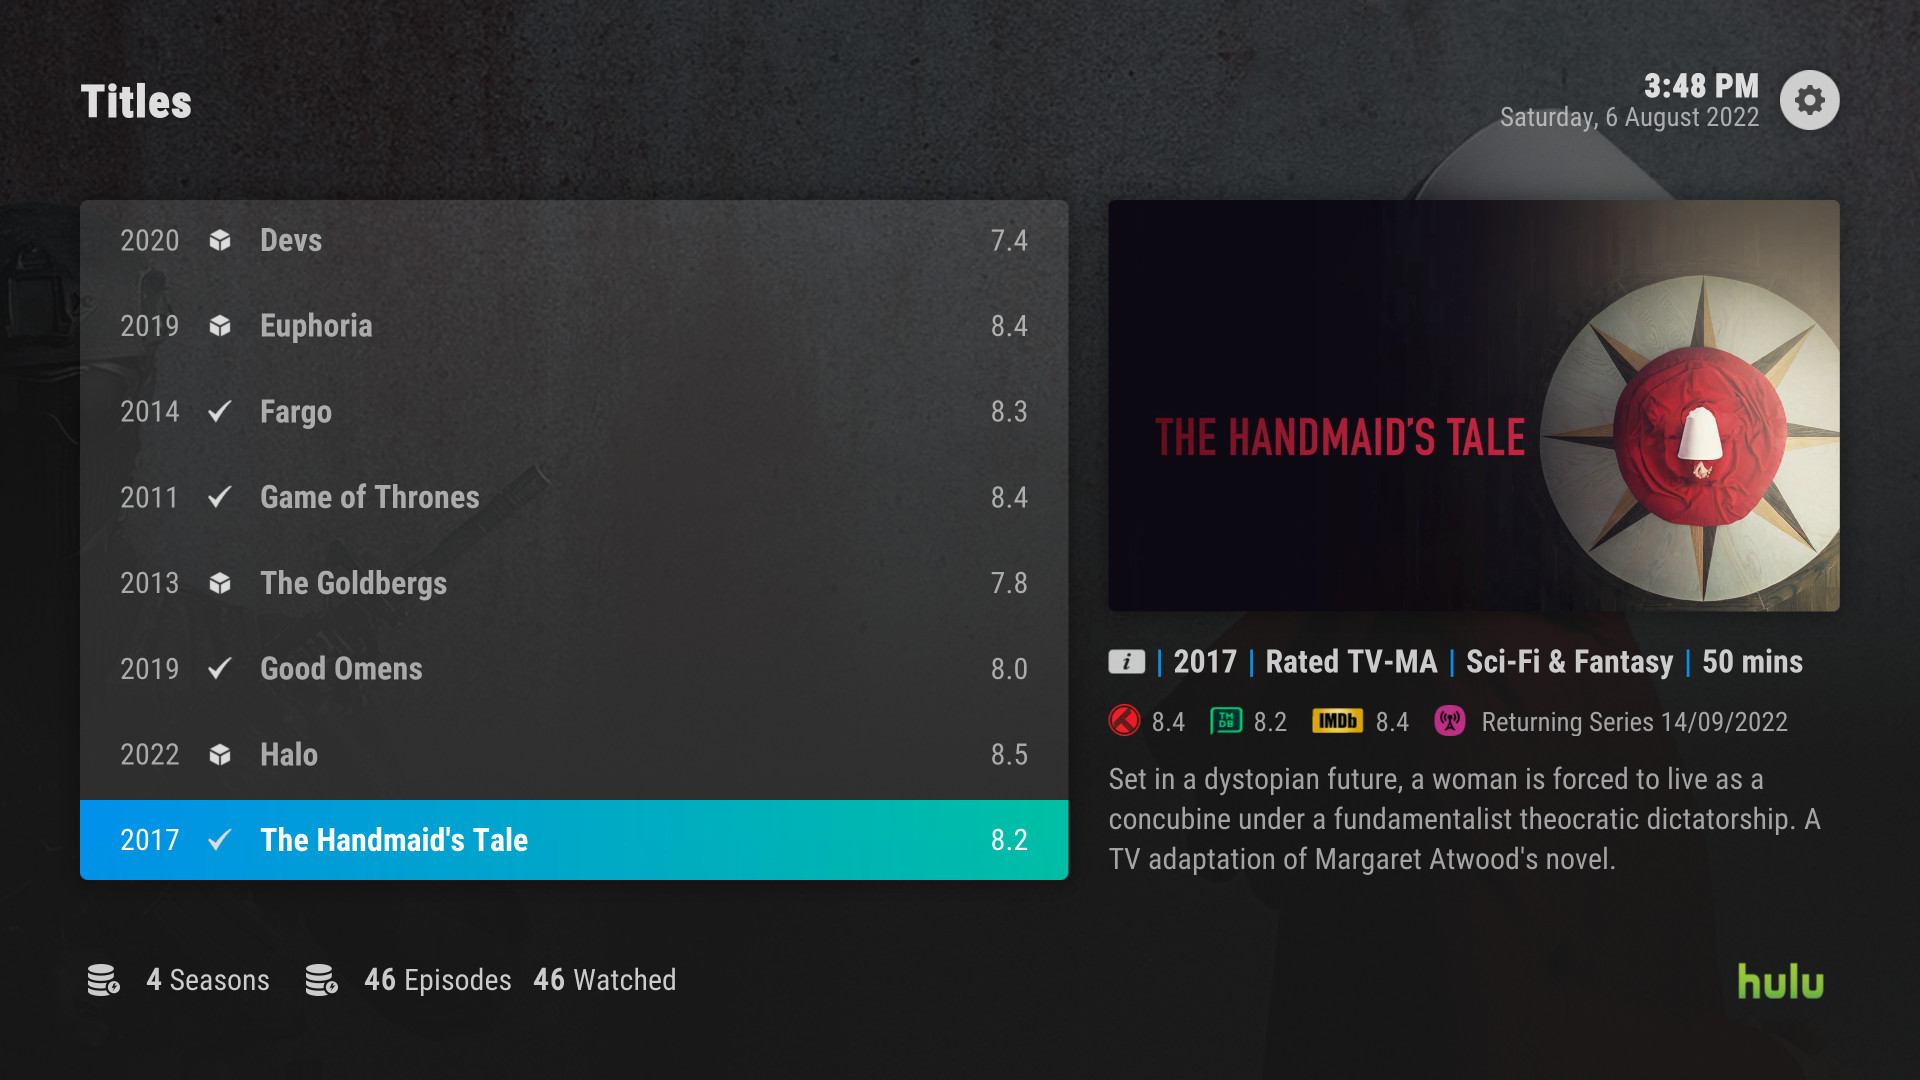 Titles
3:48 PM
Saturday, 6 August 2022
2020 Devs 7.4
2019 Euphoria 8.4
2014 Fargo 8.3
2011 Game of Thrones 8.4
2013 The Goldbergs 7.8
2019 Good Omens 8.0
2022 Halo 8.5
2017 The Handmaid's Tale 8.2
THE HANDMAID'S TALE
i | 2017 | Rated TV-MA | Sci-Fi & Fantasy | 50 mins
8.4 TMDB 8.2 IMDb 8.4 Returning Series 14/09/2022
Set in a dystopian future, a woman is forced to live as a
concubine under a fundamentalist theocratic dictatorship. A
TV adaptation of Margaret Atwood's novel.
4 Seasons 46 Episodes 46 Watched
hulu